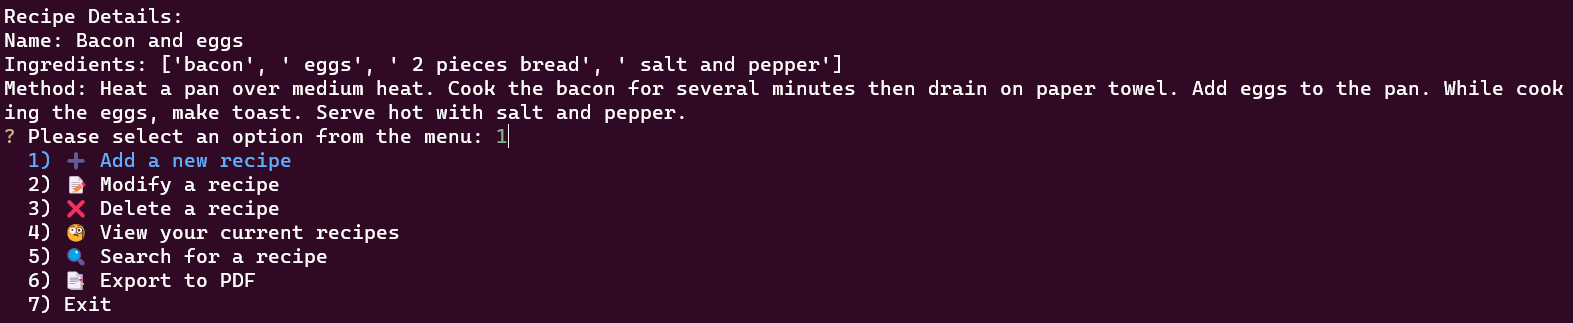 Recipe Details:
Name: Bacon and eggs
Ingredients: ['bacon', ' eggs', ' 2 pieces bread', ' salt and pepper']
Method: Heat a pan over medium heat. Cook the bacon for several minutes then drain on paper towel. Add eggs to the pan. While cook
ing the eggs, make toast. Serve hot with salt and pepper.
? Please select an option from the menu: 1
1) ➕ Add a new recipe
2) 📝 Modify a recipe
3) ❌ Delete a recipe
4) 🧐 View your current recipes
5) 🔍 Search for a recipe
6) 📑 Export to PDF
7) Exit